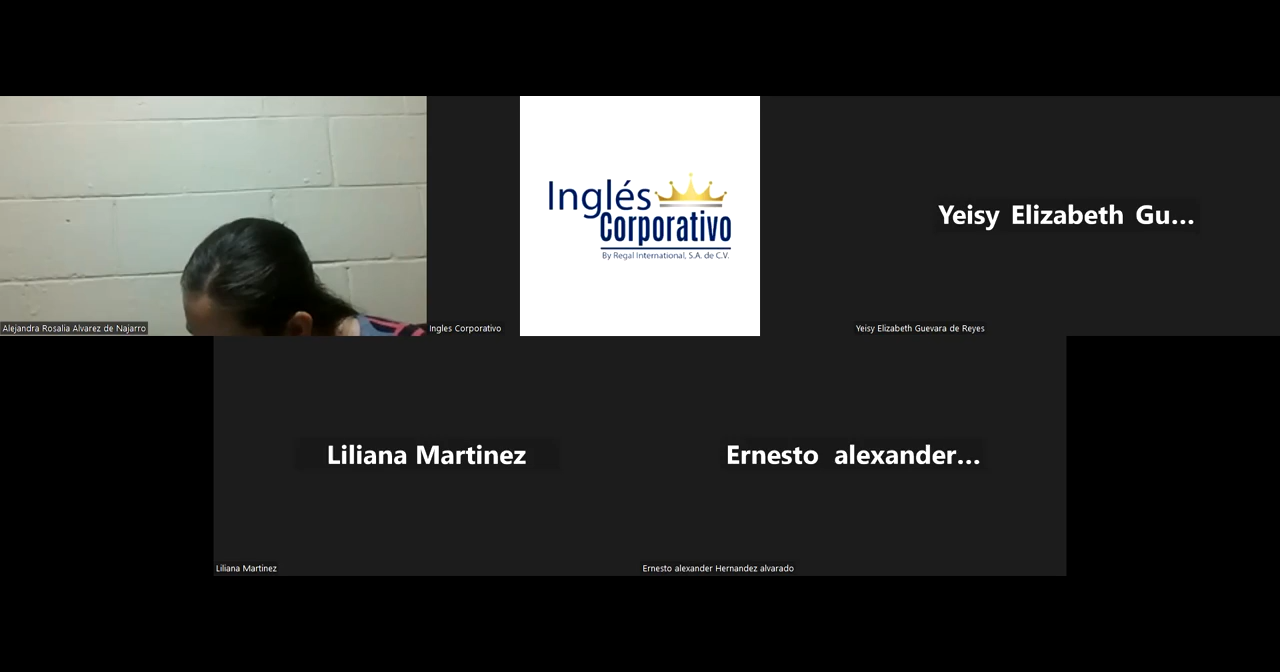 Inglés
Corporativo
By Regal International, S.A. de C.V.
Yeisy Elizabeth Gu...
Alejandra Rosalia Alvarez de Najarro
Ingles Corporativo
Yeisy Elizabeth Guevara de Reyes
Liliana Martinez
Ernesto alexander...
Liliana Martinez
Ernesto alexander Hernandez alvarado